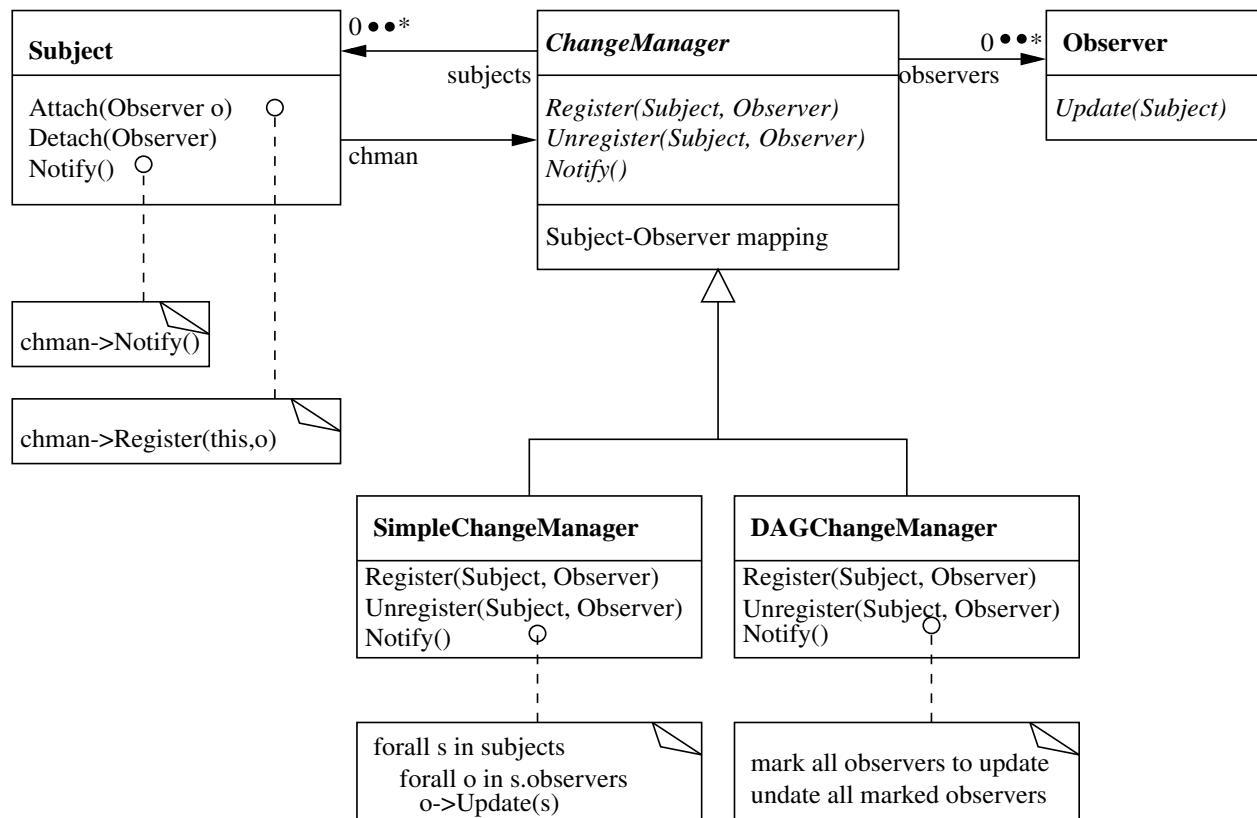 Subject
Attach(Observer o)
Detach(Observer)
Notify()
0 ●●*
subjects
chman
ChangeManager
Register(Subject, Observer)
Unregister(Subject, Observer)
Notify()
Subject-Observer mapping
0 ●●*
observers
Observer
Update(Subject)
chman->Notify()
chman->Register(this,o)
SimpleChangeManager
Register(Subject, Observer)
Unregister(Subject, Observer)
Notify()
DAGChangeManager
Register(Subject, Observer)
Unregister(Subject, Observer)
Notify()
forall s in subjects
forall o in s.observers
o->Update(s)
mark all observers to update
undate all marked observers